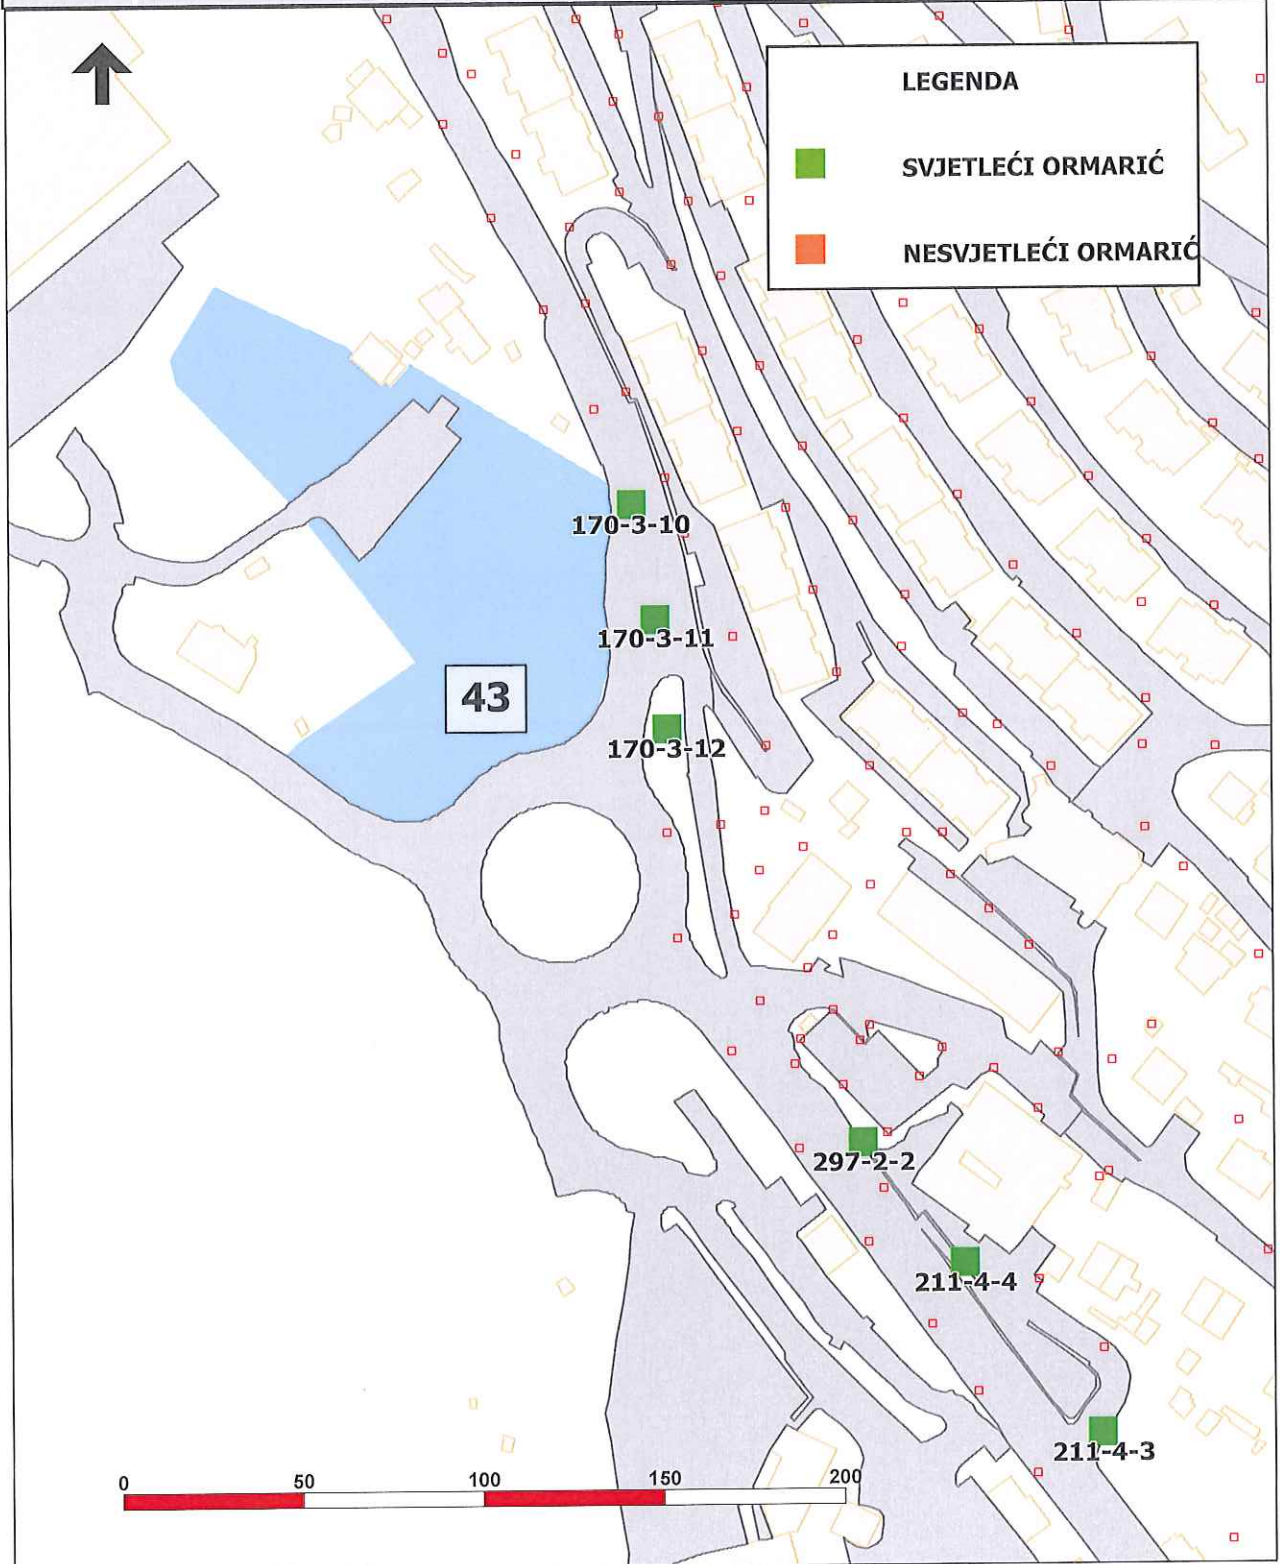 LEGENDA
SVJETLEĆI ORMARIĆ
NESVJETLEĆI ORMARIĆ
170-3-10
170-3-11
43
170-3-12
297-2-2
211-4-4
211-4-3
0 50 100 150 200